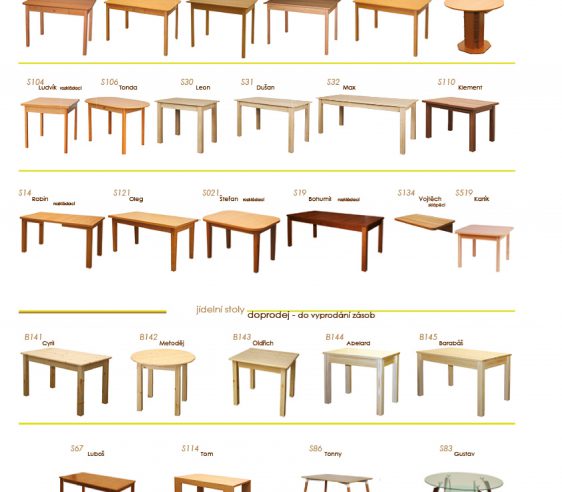 S104 Ludvík rozkládací
S106 Tonda
S30 Leon
S31 Dušan
S32 Max
S110 Klement
S14 Robin rozkládací
S121 Oleg
S021 Štefan rozkládací
S19 Bohumil rozkládací
S134 Vojtěch sklápěcí
S519 Karlík
jídelní stoly
doprodej - do vyprodání zásob
B141 Cyril
B142 Metoděj
B143 Oldřich
B144 Abelard
B145 Barabáš
S67 Luboš
S114 Tom
S86 Tonny
S83 Gustav